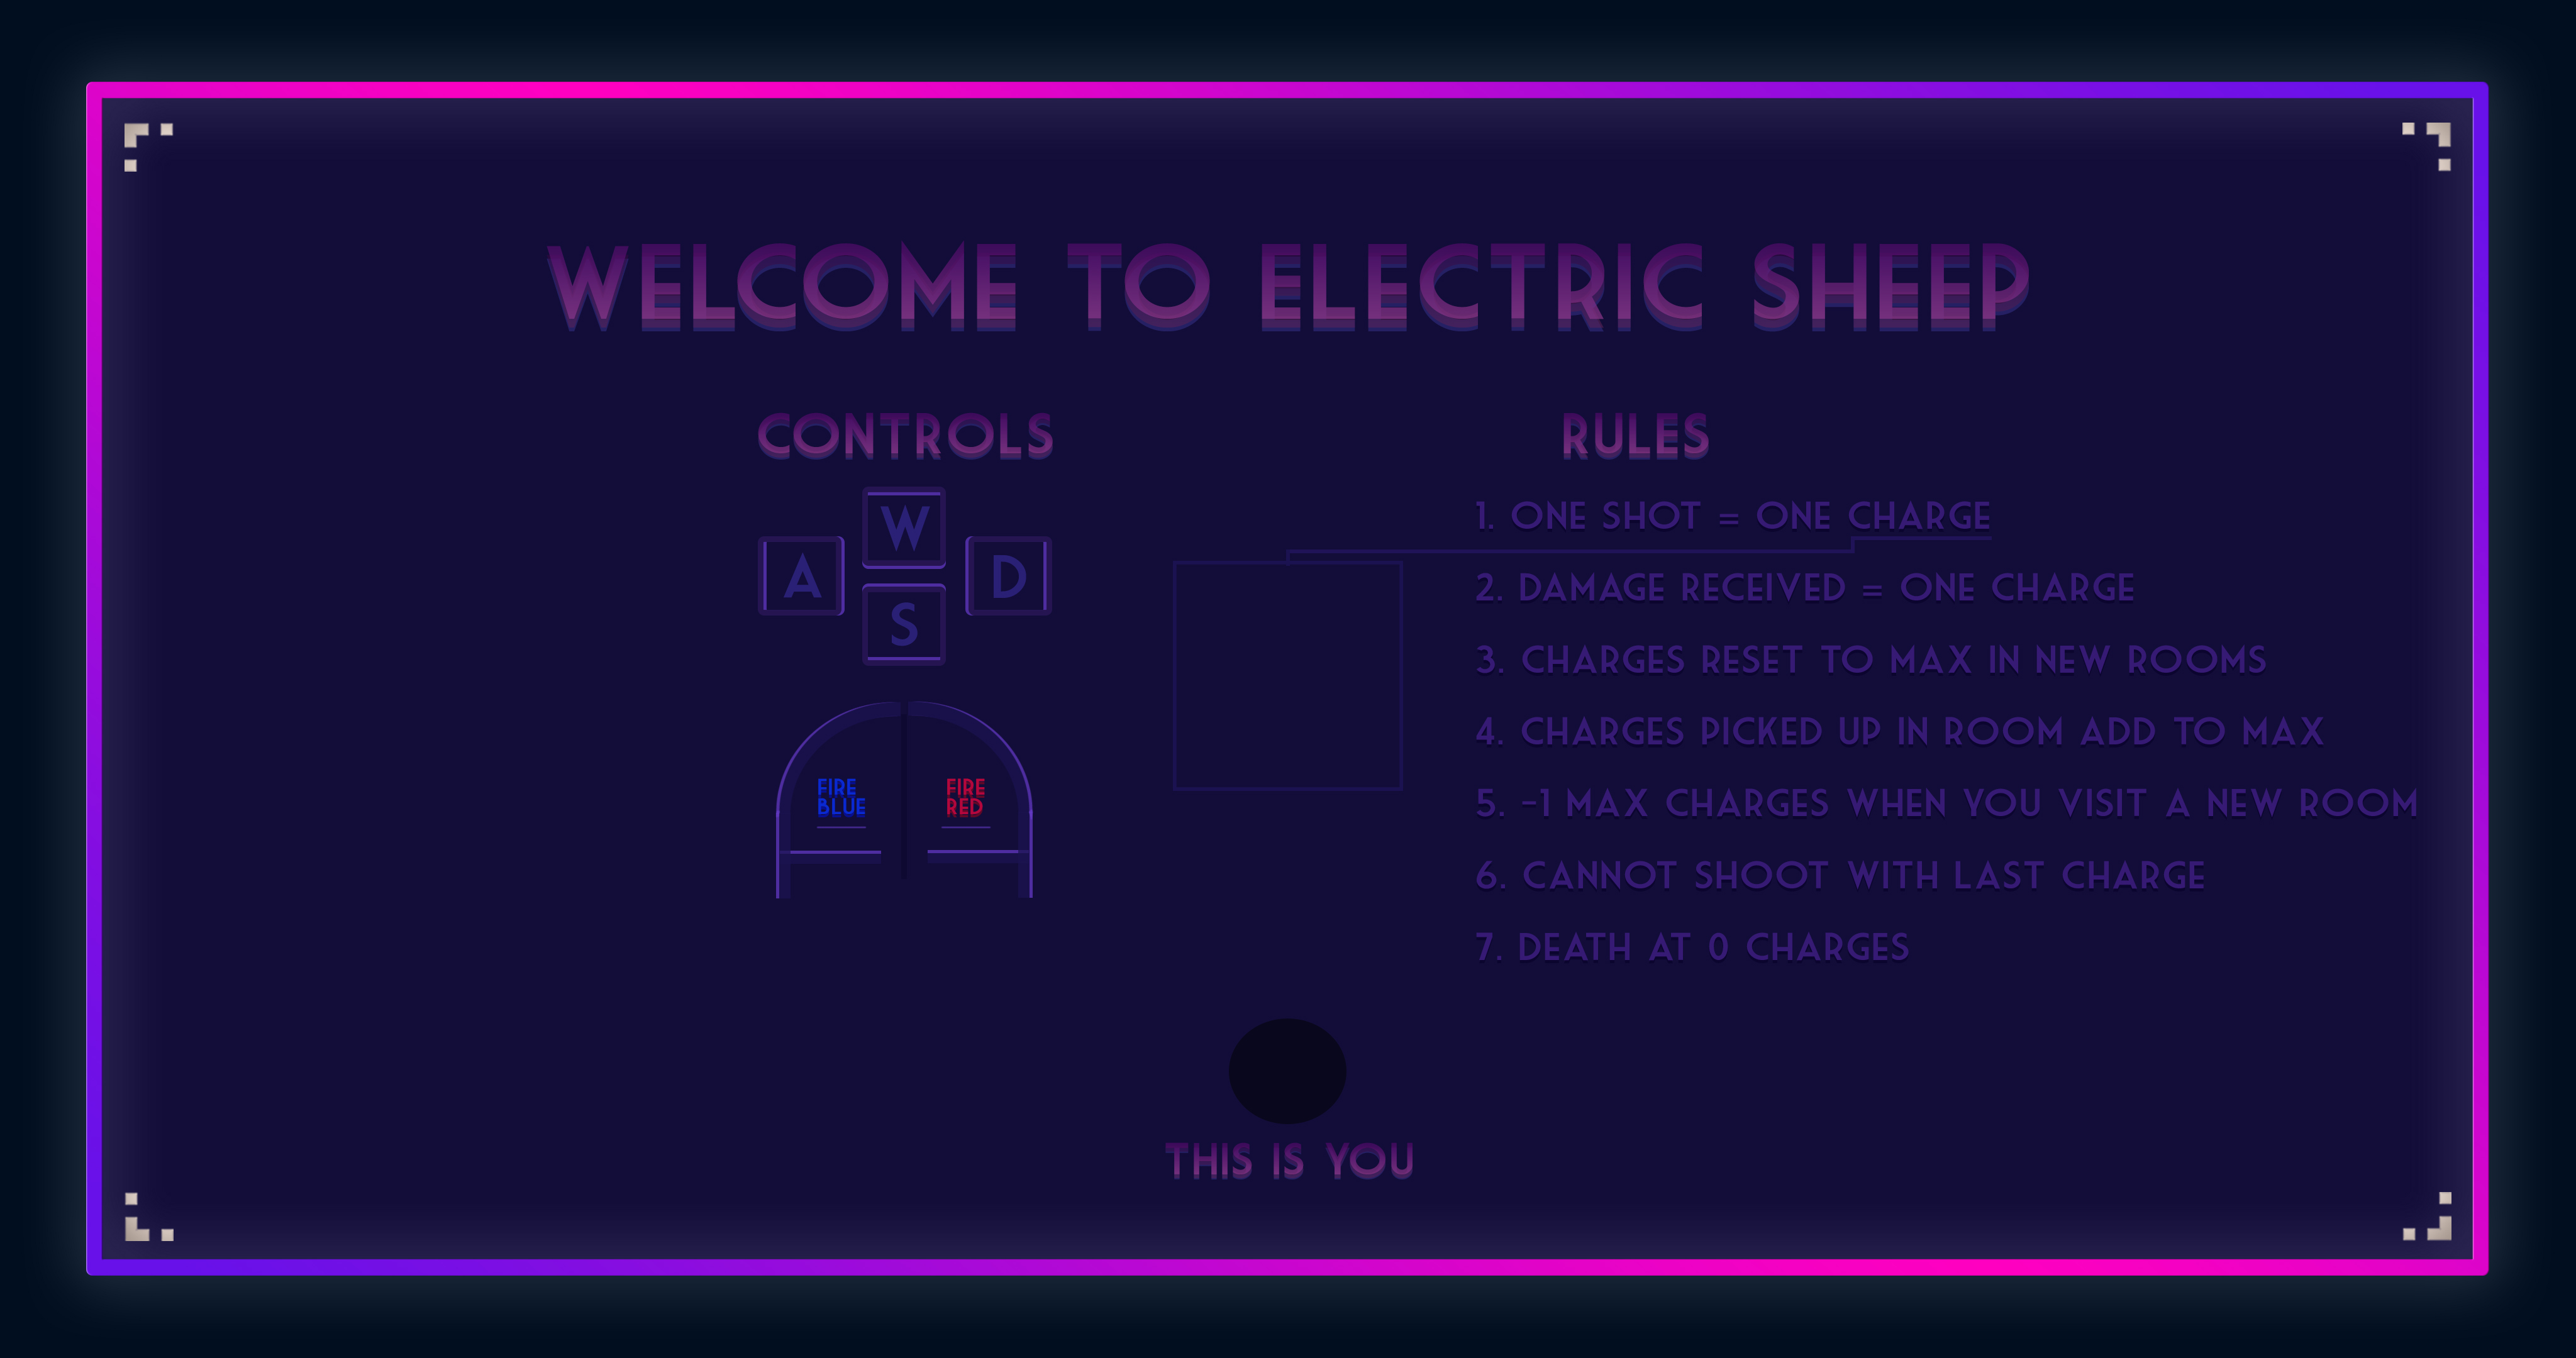 WELCOME TO ELECTRIC SHEEP
CONTROLS
W
A
D
S
FIRE
BLUE
FIRE
RED
RULES
1. ONE SHOT = ONE CHARGE
2. DAMAGE RECEIVED = ONE CHARGE
3. CHARGES RESET TO MAX IN NEW ROOMS
4. CHARGES PICKED UP IN ROOM ADD TO MAX
5. -1 MAX CHARGES WHEN YOU VISIT A NEW ROOM
6. CANNOT SHOOT WITH LAST CHARGE
7. DEATH AT 0 CHARGES
THIS IS YOU